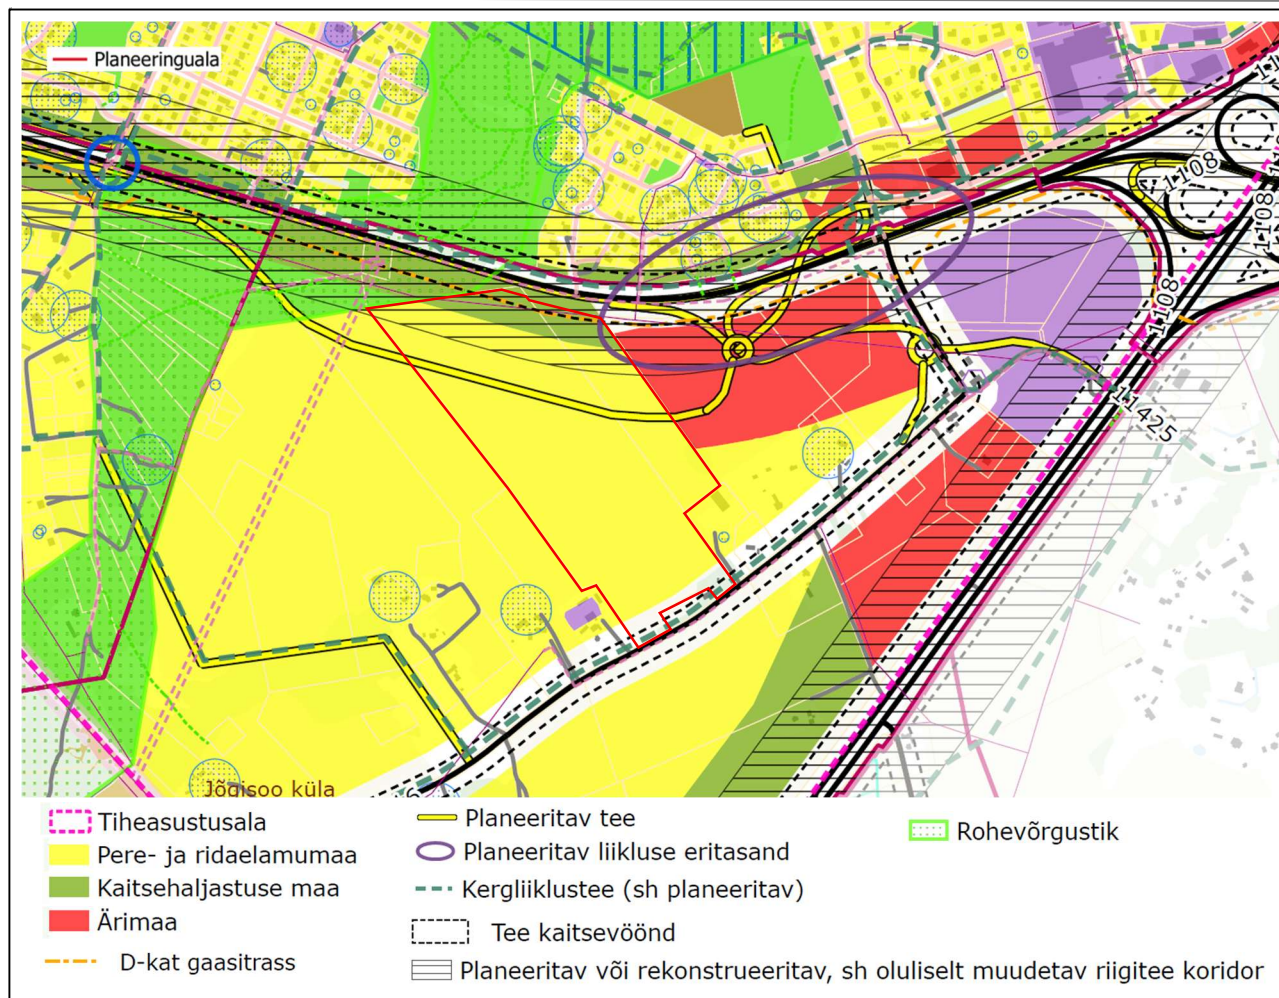 Planeeringuala
11
1108
1108
1108
11425
Jõgisoo küla
Tiheasustusala
Pere- ja ridaelamumaa
Kaitsehaljastuse maa
Ärimaa
D-kat gaasitrass
Planeeritav tee
Planeeritav liikluse eritasand
Kergliiklustee (sh planeeritav)
Tee kaitsevöönd
Planeeritav või rekonstrueeritav, sh oluliselt muudetav riigitee koridor
Rohevõrgustik